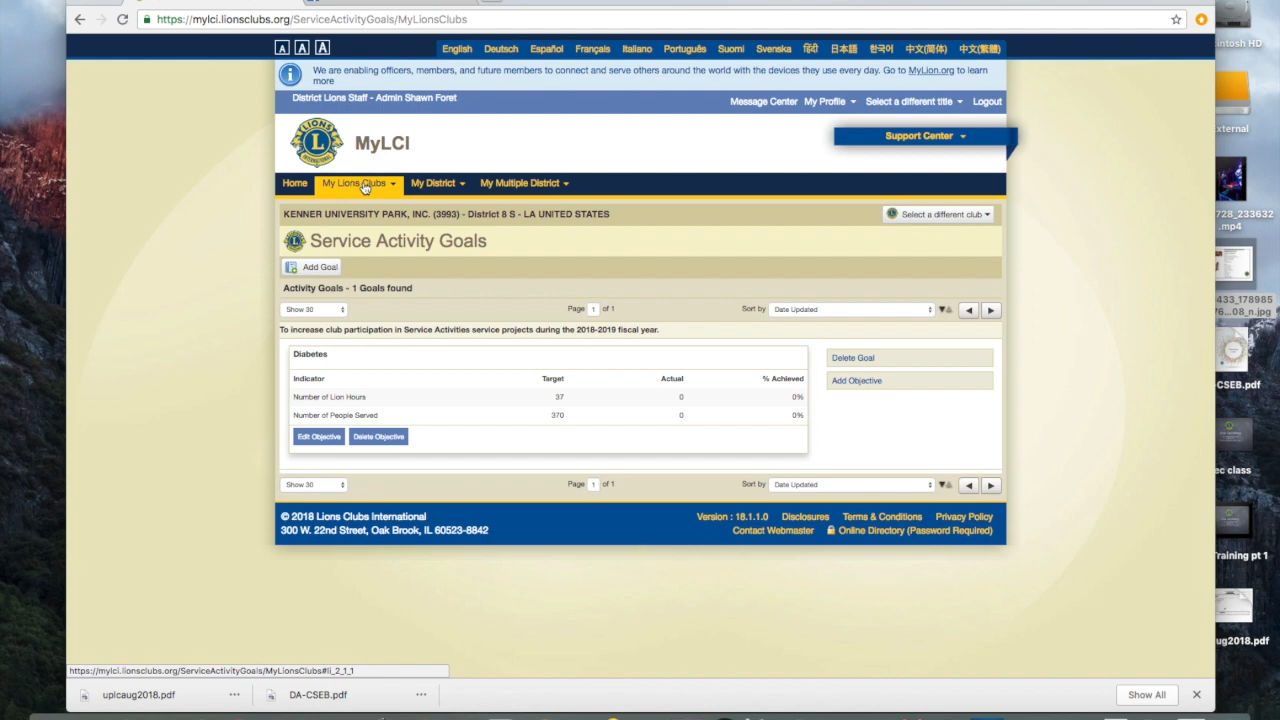 https://mylci.lionsclubs.org/ServiceActivityGoals/MyLionsClubs
A A A English Deutsch Español Français Italiano Português Suomi Svenska हिंदी 日本語 한국어 中文(简体) 中文(繁體)
We are enabling officers, members, and future members to connect and serve others around the world with the devices they use every day. Go to MyLion.org to learn
more
District Lions Staff - Admin Shawn Foret
Message Center My Profile Select a different title Logout
Support Center
LIONS L INTERNATIONAL
MyLCI
Home My Lions Clubs My District My Multiple District
KENNER UNIVERSITY PARK, INC. (3993) - District 8 S - LA UNITED STATES
Select a different club
Service Activity Goals
Add Goal
Activity Goals - 1 Goals found
Show 30 Page 1 of 1 Sort by Date Updated
To increase club participation in Service Activities service projects during the 2018-2019 fiscal year.
Diabetes
Indicator Target Actual % Achieved
Number of Lion Hours 37 0 0%
Number of People Served 370 0 0%
Edit Objective Delete Objective
Delete Goal
Add Objective
Show 30 Page 1 of 1 Sort by Date Updated
© 2018 Lions Clubs International
300 W. 22nd Street, Oak Brook, IL 60523-8842
Version : 18.1.1.0 Disclosures Terms & Conditions Privacy Policy
Contact Webmaster Online Directory (Password Required)
https://mylci.lionsclubs.org/ServiceActivityGoals/MyLionsClubs#li_2_1_1
uplcaug2018.pdf
DA-CSEB.pdf
Show All
ntosh HD
xternal
728_233632
.mp4
433_178985
76...08_n.jpg
-CSEB.pdf
ec class
Training pt 1
ug2018.pdf